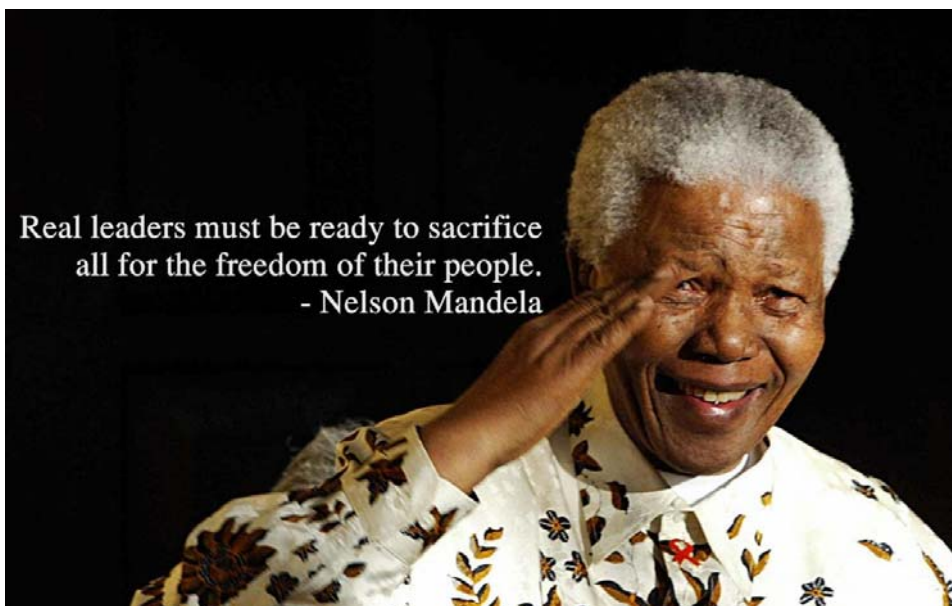 Real leaders must be ready to sacrifice
all for the freedom of their people.
- Nelson Mandela